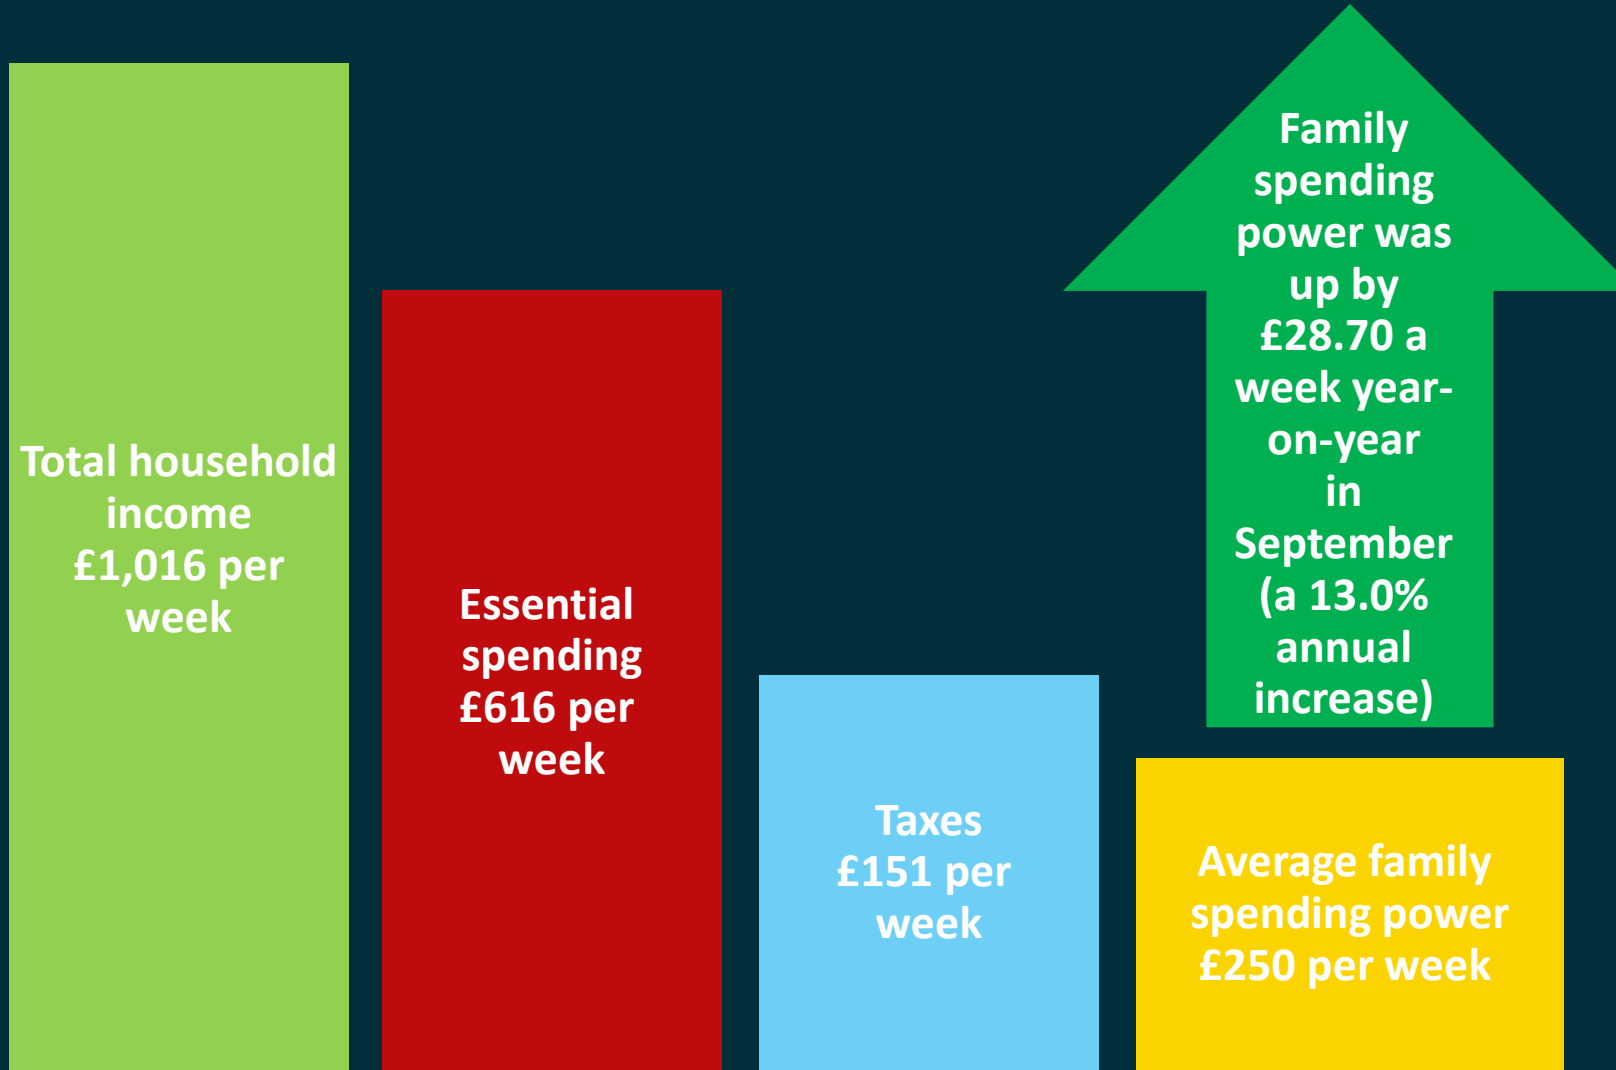 Total household
income
£1,016 per
week
Essential
spending
£616 per
week
Taxes
£151 per
week
Family
spending
power was
up by
£28.70 a
week year-
on-year
in
September
(a 13.0%
annual
increase)
Average family
spending power
£250 per week